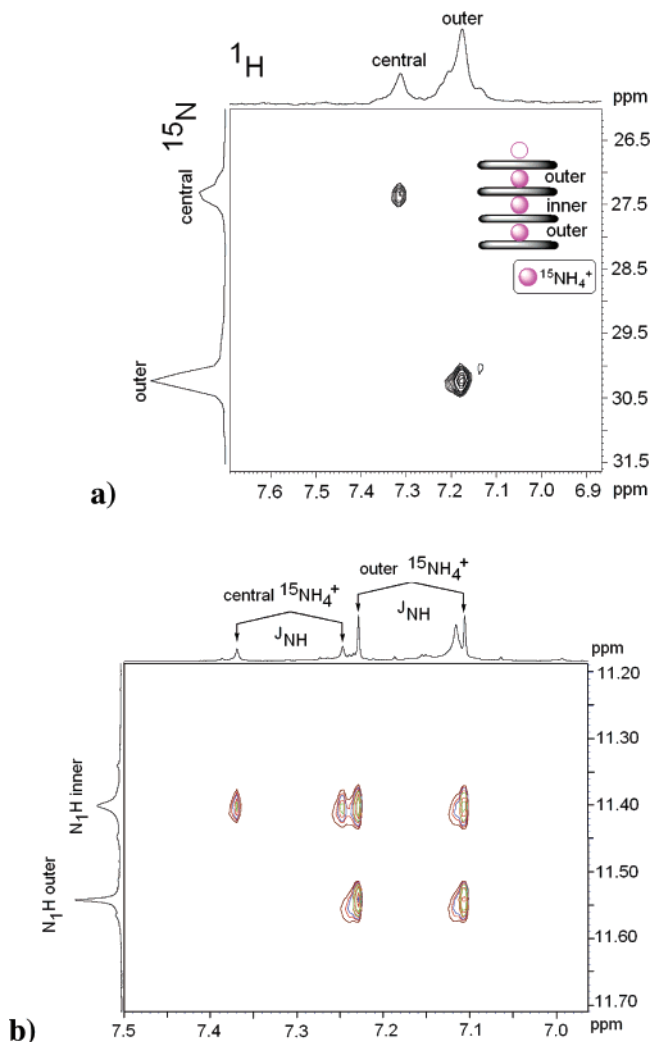 outer
central
¹H
ppm
¹⁵N
central
outer
26.5
27.5
28.5
29.5
30.5
31.5
outer
inner
outer
¹⁵NH₄⁺
7.6 7.5 7.4 7.3 7.2 7.1 7.0 6.9 ppm
a)
outer ¹⁵NH₄⁺
central ¹⁵NH₄⁺
JNH JNH
ppm
N₁H inner
N₁H outer
11.20
11.30
11.40
11.50
11.60
11.70
7.5 7.4 7.3 7.2 7.1 7.0 ppm
b)